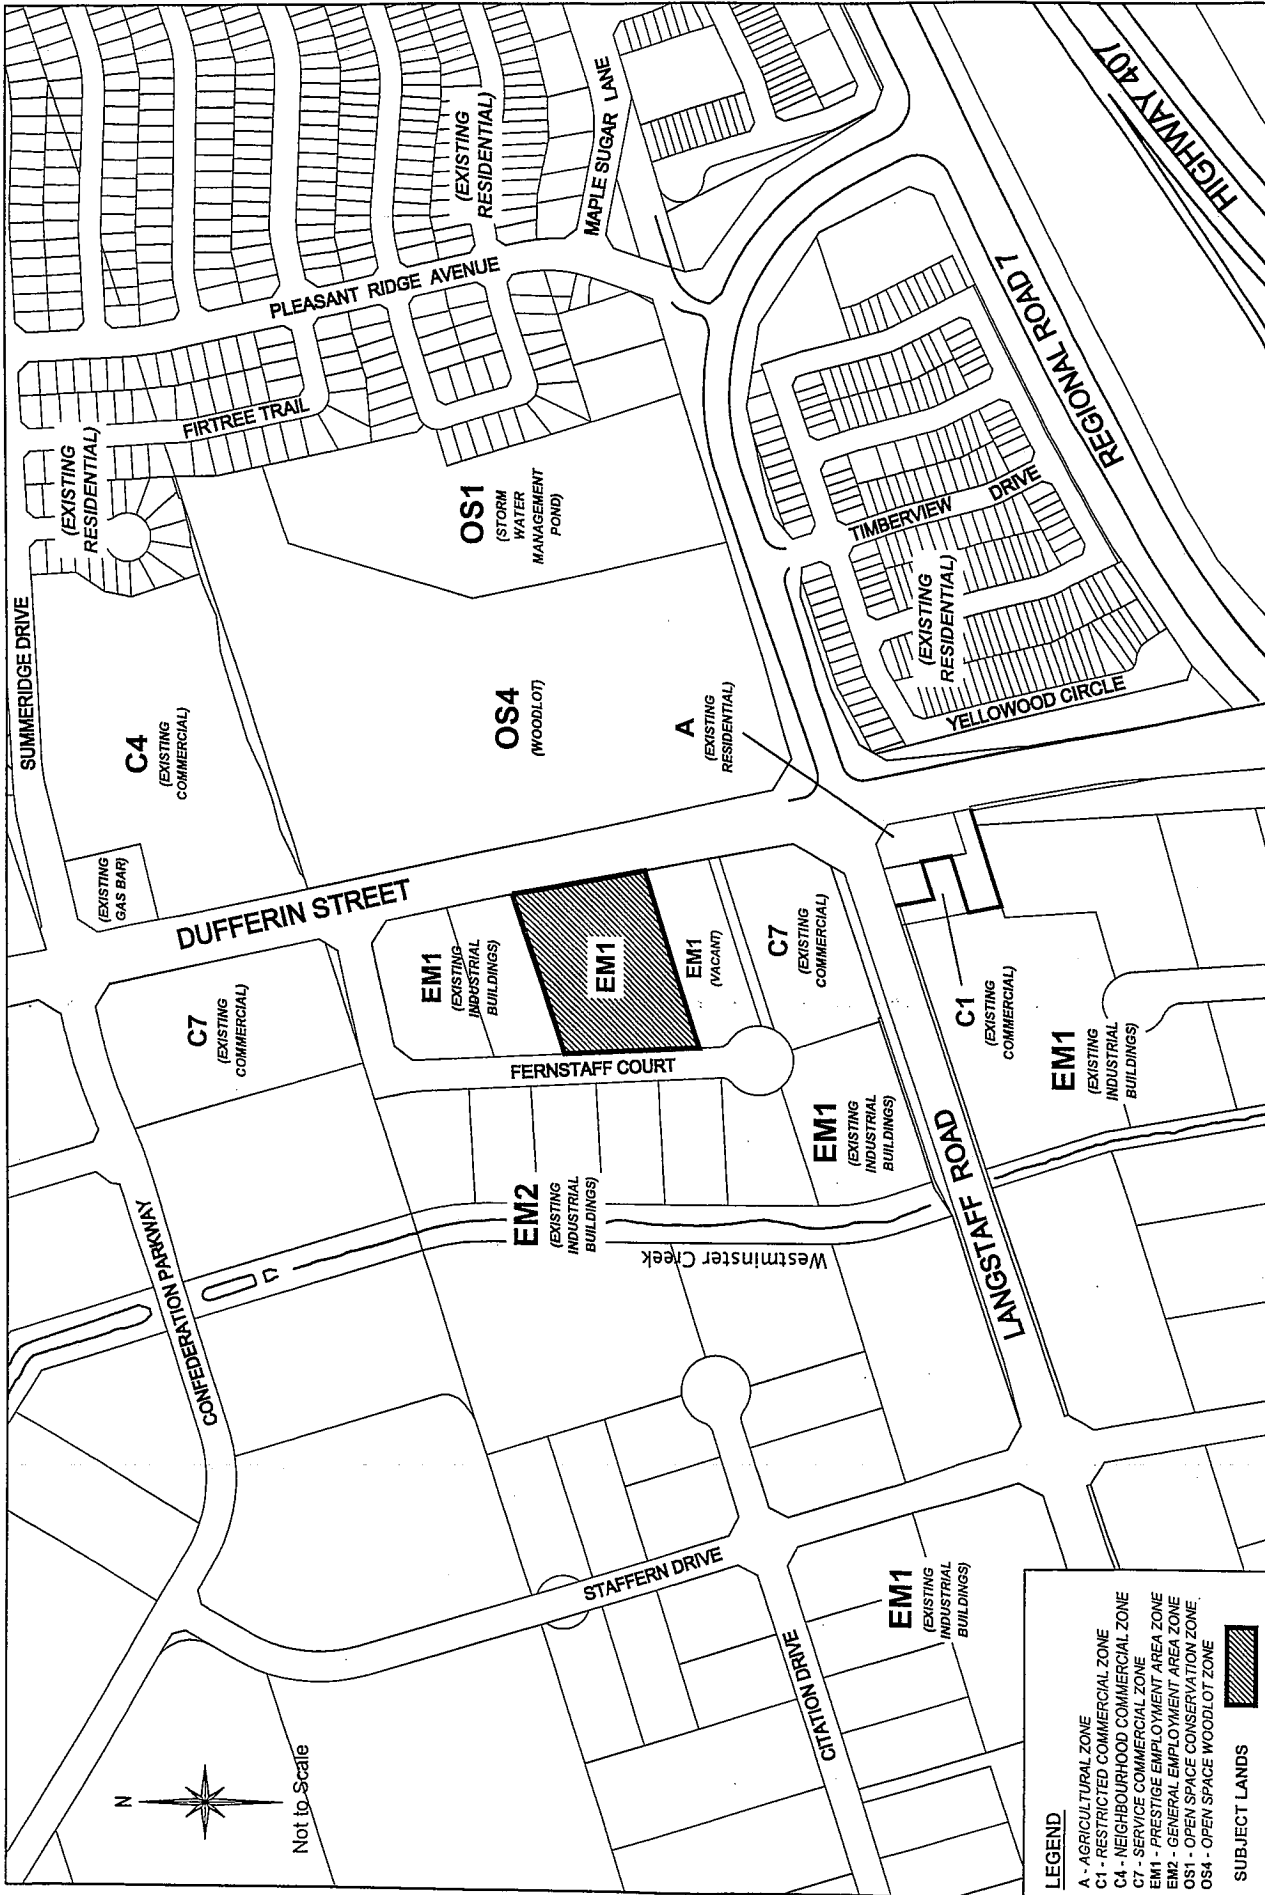 SUMMERIDGE DRIVE
C4
(EXISTING
COMMERCIAL)
(EXISTING
GAS BAR)
(EXISTING
RESIDENTIAL)
FIRTREE TRAIL
PLEASANT RIDGE AVENUE
(EXISTING
RESIDENTIAL)
MAPLE SUGAR LANE
HIGHWAY 407
REGIONAL ROAD 7
OS1
(STORM
WATER
MANAGEMENT
POND)
OS4
(WOODLOT)
A
(EXISTING
RESIDENTIAL)
TIMBERVIEW DRIVE
(EXISTING
RESIDENTIAL)
YELLOWOOD CIRCLE
DUFFERIN STREET
C7
(EXISTING
COMMERCIAL)
EM1
(EXISTING
INDUSTRIAL
BUILDINGS)
EM1
EM1
(VACANT)
C7
(EXISTING
COMMERCIAL)
FERNSTAFF COURT
C1
(EXISTING
COMMERCIAL)
EM1
(EXISTING
INDUSTRIAL
BUILDINGS)
EM1
(EXISTING
INDUSTRIAL
BUILDINGS)
EM2
(EXISTING
INDUSTRIAL
BUILDINGS)
Westminster Creek
LANGSTAFF ROAD
CONFEDERATION PARKWAY
STAFFERN DRIVE
CITATION DRIVE
EM1
(EXISTING
INDUSTRIAL
BUILDINGS)
N
Not to Scale
LEGEND
A - AGRICULTURAL ZONE
C1 - RESTRICTED COMMERCIAL ZONE
C4 - NEIGHBOURHOOD COMMERCIAL ZONE
C7 - SERVICE COMMERCIAL ZONE
EM1 - PRESTIGE EMPLOYMENT AREA ZONE
EM2 - GENERAL EMPLOYMENT AREA ZONE
OS1 - OPEN SPACE CONSERVATION ZONE
OS4 - OPEN SPACE WOODLOT ZONE
SUBJECT LANDS